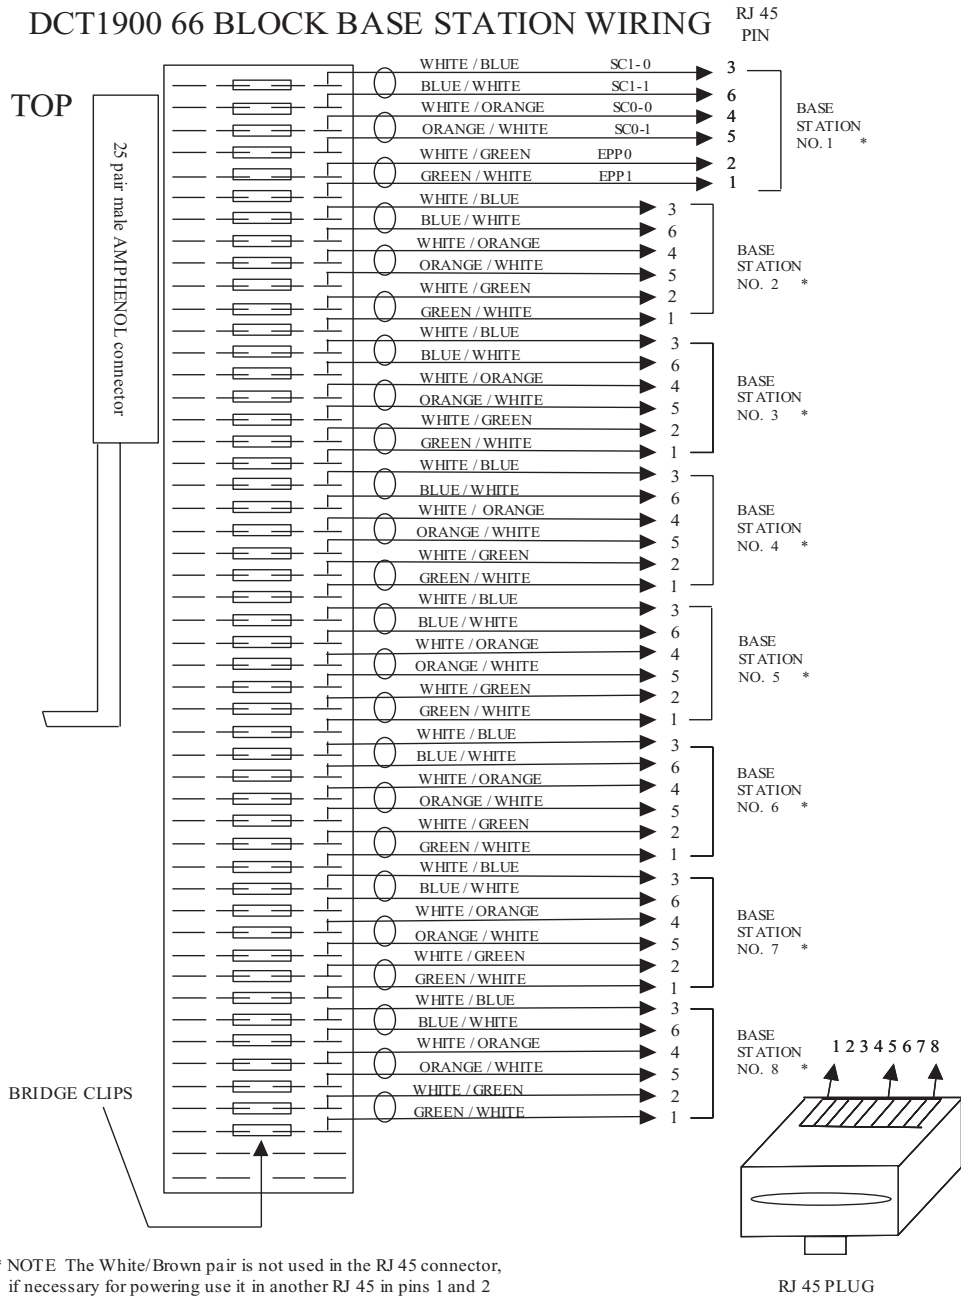 DCT1900 66 BLOCK BASE STATION WIRING
RJ 45
PIN
TOP
25 pair male AMPHENOL connector
WHITE / BLUE SC1-0 3
BLUE / WHITE SC1-1 6
WHITE / ORANGE SC0-0 4
ORANGE / WHITE SC0-1 5
WHITE / GREEN EPP0 2
GREEN / WHITE EPP1 1
BASE
STATION
NO. 1 *
WHITE / BLUE 3
BLUE / WHITE 6
WHITE / ORANGE 4
ORANGE / WHITE 5
WHITE / GREEN 2
GREEN / WHITE 1
BASE
STATION
NO. 2 *
WHITE / BLUE 3
BLUE / WHITE 6
WHITE / ORANGE 4
ORANGE / WHITE 5
WHITE / GREEN 2
GREEN / WHITE 1
BASE
STATION
NO. 3 *
WHITE / BLUE 3
BLUE / WHITE 6
WHITE / ORANGE 4
ORANGE / WHITE 5
WHITE / GREEN 2
GREEN / WHITE 1
BASE
STATION
NO. 4 *
WHITE / BLUE 3
BLUE / WHITE 6
WHITE / ORANGE 4
ORANGE / WHITE 5
WHITE / GREEN 2
GREEN / WHITE 1
BASE
STATION
NO. 5 *
WHITE / BLUE 3
BLUE / WHITE 6
WHITE / ORANGE 4
ORANGE / WHITE 5
WHITE / GREEN 2
GREEN / WHITE 1
BASE
STATION
NO. 6 *
WHITE / BLUE 3
BLUE / WHITE 6
WHITE / ORANGE 4
ORANGE / WHITE 5
WHITE / GREEN 2
GREEN / WHITE 1
BASE
STATION
NO. 7 *
WHITE / BLUE 3
BLUE / WHITE 6
WHITE / ORANGE 4
ORANGE / WHITE 5
WHITE / GREEN 2
GREEN / WHITE 1
BASE
STATION
NO. 8 *
1 2 3 4 5 6 7 8
BRIDGE CLIPS
* NOTE The White/Brown pair is not used in the RJ 45 connector,
if necessary for powering use it in another RJ 45 in pins 1 and 2
RJ 45 PLUG